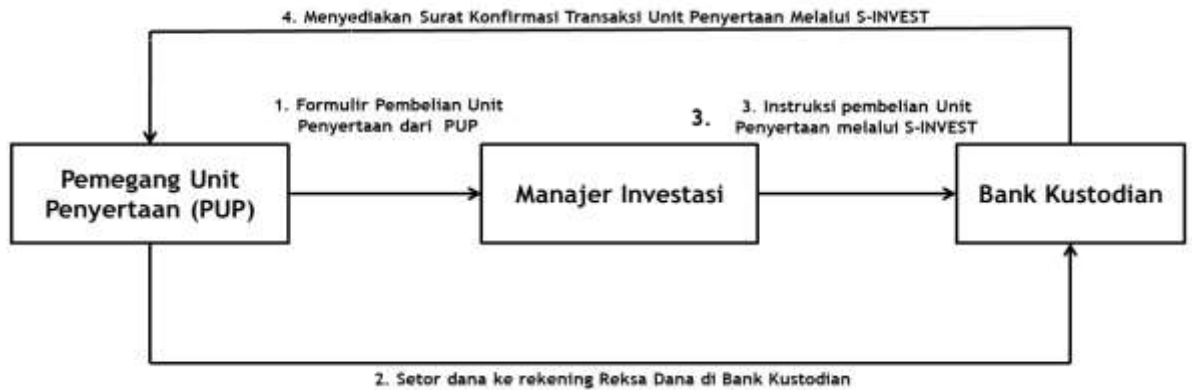 4. Menyediakan Surat Konfirmasi Transaksi Unit Penyertaan Melalui S-INVEST
1. Formulir Pembelian Unit
Penyertaan dari PUP
3.
3. Instruksi pembelian Unit
Penyertaan melalui S-INVEST
Pemegang Unit
Penyertaan (PUP)
Manajer Investasi
Bank Kustodian
2. Setor dana ke rekening Reksa Dana di Bank Kustodian